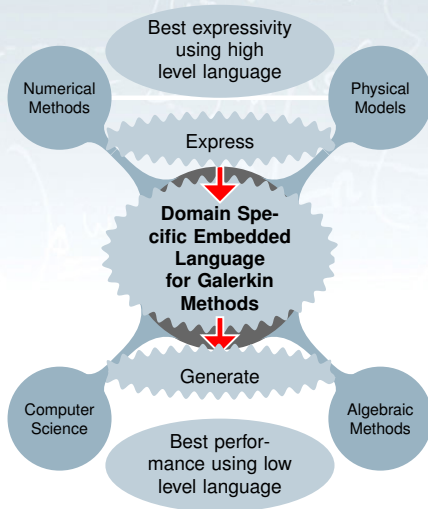 Best expressivity
using high
level language
Numerical
Methods
Physical
Models
Express
Domain Spe-
cific Embedded
Language
for Galerkin
Methods
Generate
Computer
Science
Algebraic
Methods
Best perfor-
mance using low
level language